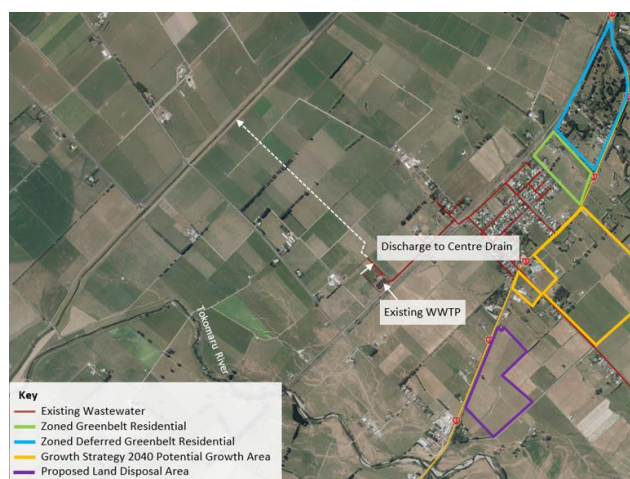 Discharge to Centre Drain
Existing WWTP
Tokomaru River
Key
Existing Wastewater
Zoned Greenbelt Residential
Zoned Deferred Greenbelt Residential
Growth Strategy 2040 Potential Growth Area
Proposed Land Disposal Area